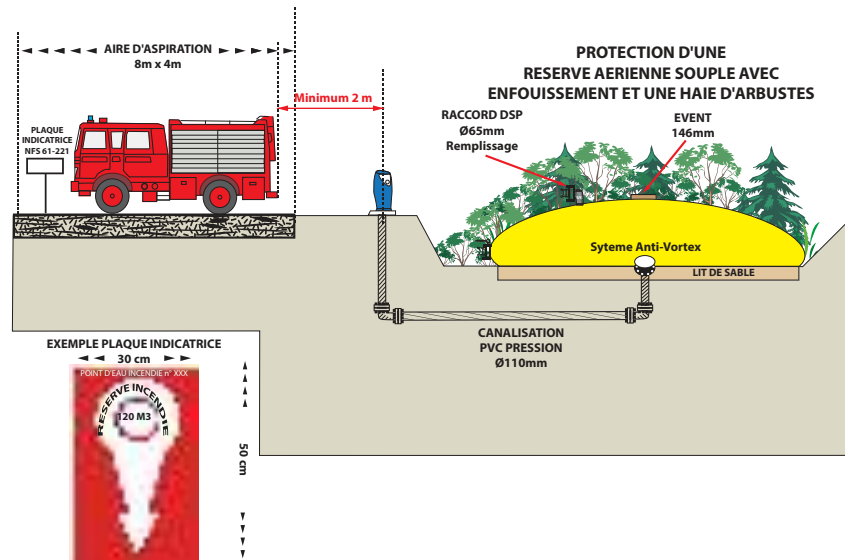 AIRE D'ASPIRATION
8m x 4m
Minimum 2 m
PROTECTION D'UNE
RESERVE AERIENNE SOUPLE AVEC
ENFOUISSEMENT ET UNE HAIE D'ARBUSTES
RACCORD DSP
Ø65mm
Remplissage
EVENT
146mm
PLAQUE
INDICATRICE
NFS 61-221
Syteme Anti-Vortex
LIT DE SABLE
CANALISATION
PVC PRESSION
Ø110mm
EXEMPLE PLAQUE INDICATRICE
30 cm
POINT D'EAU INCENDIE n° XXX
RESERVE INCENDIE
120 M3
50 cm